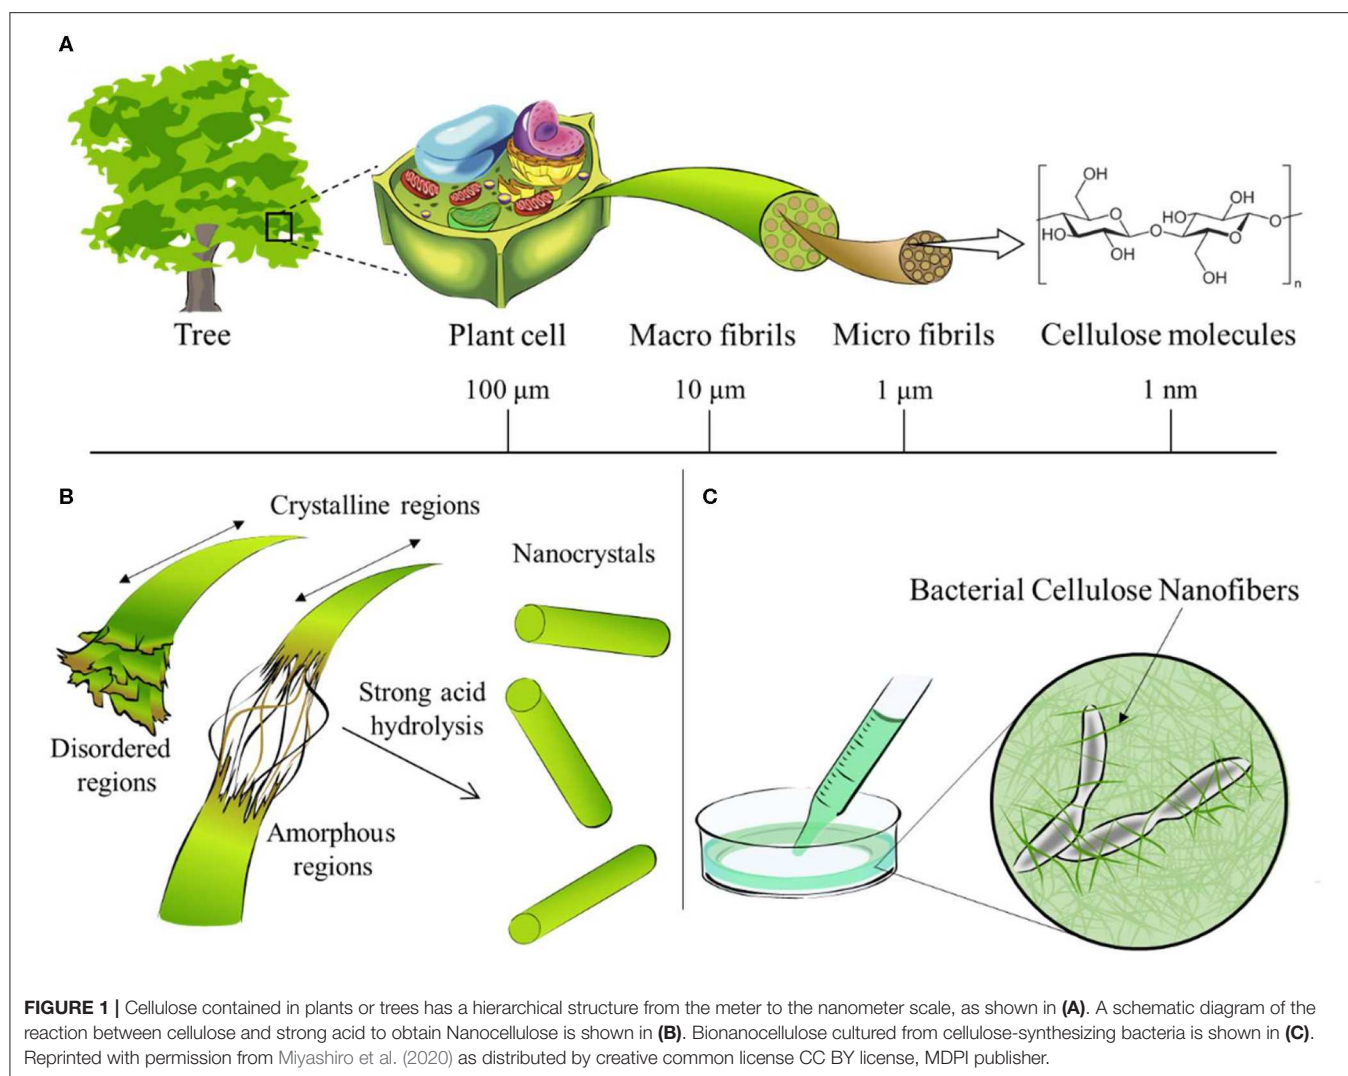 A
OH
O
HO
OH
O
HO
OH
O
OH
O
n
Tree
Plant cell
Macro fibrils
Micro fibrils
Cellulose molecules
100 μm
10 μm
1 μm
1 nm
B
Crystalline regions
Nanocrystals
Strong acid
hydrolysis
Disordered
regions
Amorphous
regions
C
Bacterial Cellulose Nanofibers
FIGURE 1 | Cellulose contained in plants or trees has a hierarchical structure from the meter to the nanometer scale, as shown in (A). A schematic diagram of the
reaction between cellulose and strong acid to obtain Nanocellulose is shown in (B). Bionanocellulose cultured from cellulose-synthesizing bacteria is shown in (C).
Reprinted with permission from Miyashiro et al. (2020) as distributed by creative common license CC BY license, MDPI publisher.